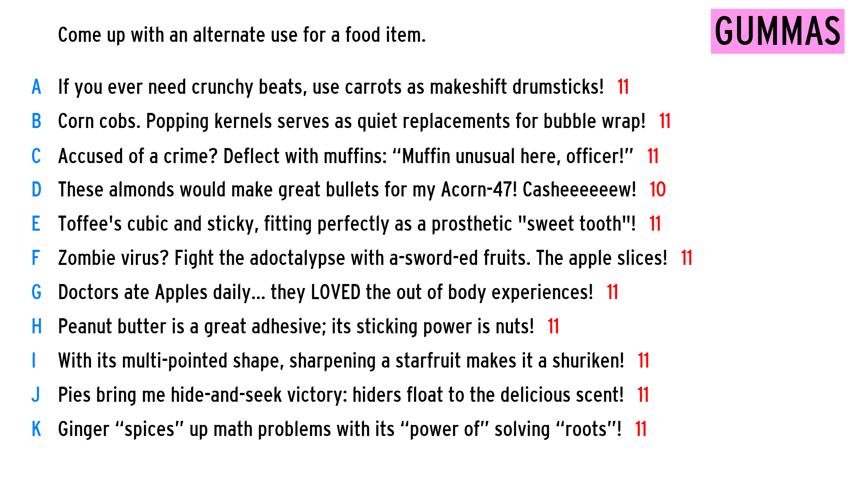 Come up with an alternate use for a food item.
GUMMAS
A If you ever need crunchy beats, use carrots as makeshift drumsticks! 11
B Corn cobs. Popping kernels serves as quiet replacements for bubble wrap! 11
C Accused of a crime? Deflect with muffins: “Muffin unusual here, officer!” 11
D These almonds would make great bullets for my Acorn-47! Casheeeeeew! 10
E Toffee's cubic and sticky, fitting perfectly as a prosthetic "sweet tooth"! 11
F Zombie virus? Fight the adoctalypse with a-sword-ed fruits. The apple slices! 11
G Doctors ate Apples daily... they LOVED the out of body experiences! 11
H Peanut butter is a great adhesive; its sticking power is nuts! 11
I With its multi-pointed shape, sharpening a starfruit makes it a shuriken! 11
J Pies bring me hide-and-seek victory: hiders float to the delicious scent! 11
K Ginger “spices” up math problems with its “power of” solving “roots”! 11